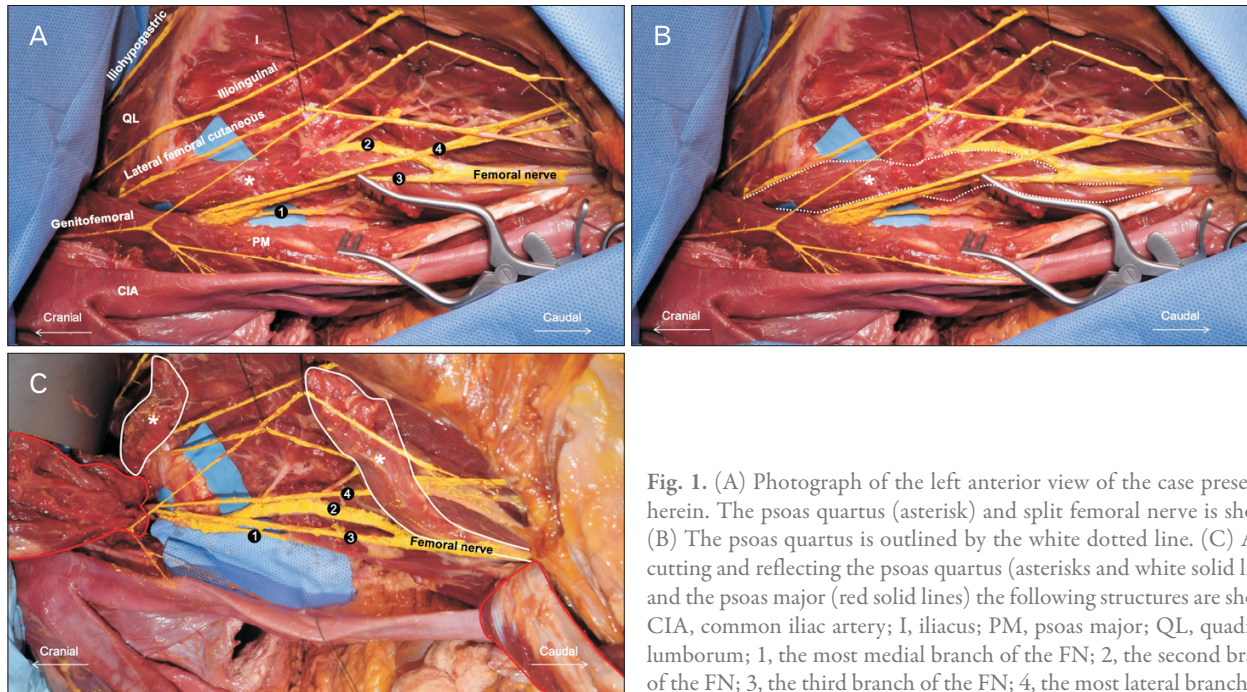 A
Iliohypogastric
I
Ilioinguinal
QL
Lateral femoral cutaneous
2
4
*
3
Femoral nerve
Genitofemoral
1
PM
CIA
Cranial
Caudal
B
*
Cranial
Caudal
C
*
*
4
2
1
3
Femoral nerve
Cranial
Caudal
Fig. 1. (A) Photograph of the left anterior view of the case prese
herein. The psoas quartus (asterisk) and split femoral nerve is sho
(B) The psoas quartus is outlined by the white dotted line. (C) A
cutting and reflecting the psoas quartus (asterisks and white solid li
and the psoas major (red solid lines) the following structures are sho
CIA, common iliac artery; I, iliacus; PM, psoas major; QL, quadr
lumborum; 1, the most medial branch of the FN; 2, the second bra
of the FN; 3, the third branch of the FN; 4, the most lateral branch